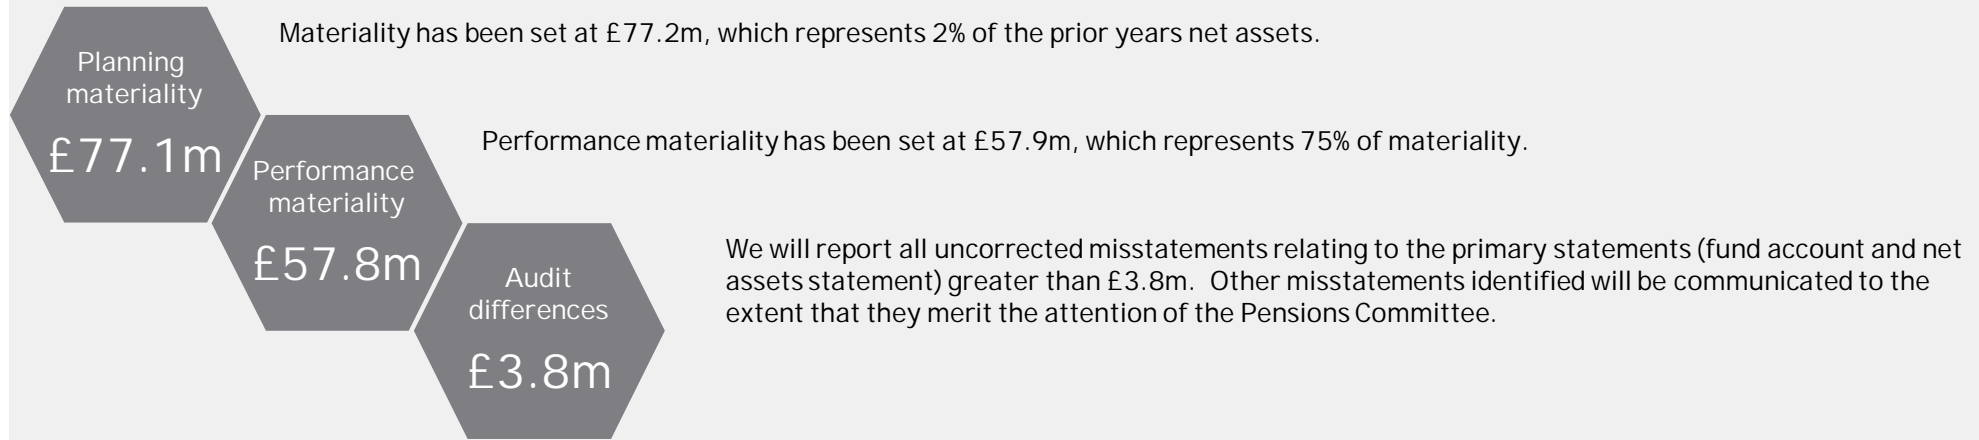 Materiality has been set at £77.2m, which represents 2% of the prior years net assets.
Planning
materiality
£77.1m
Performance materiality has been set at £57.9m, which represents 75% of materiality.
Performance
materiality
£57.8m
We will report all uncorrected misstatements relating to the primary statements (fund account and net
assets statement) greater than £3.8m. Other misstatements identified will be communicated to the
extent that they merit the attention of the Pensions Committee.
Audit
differences
£3.8m